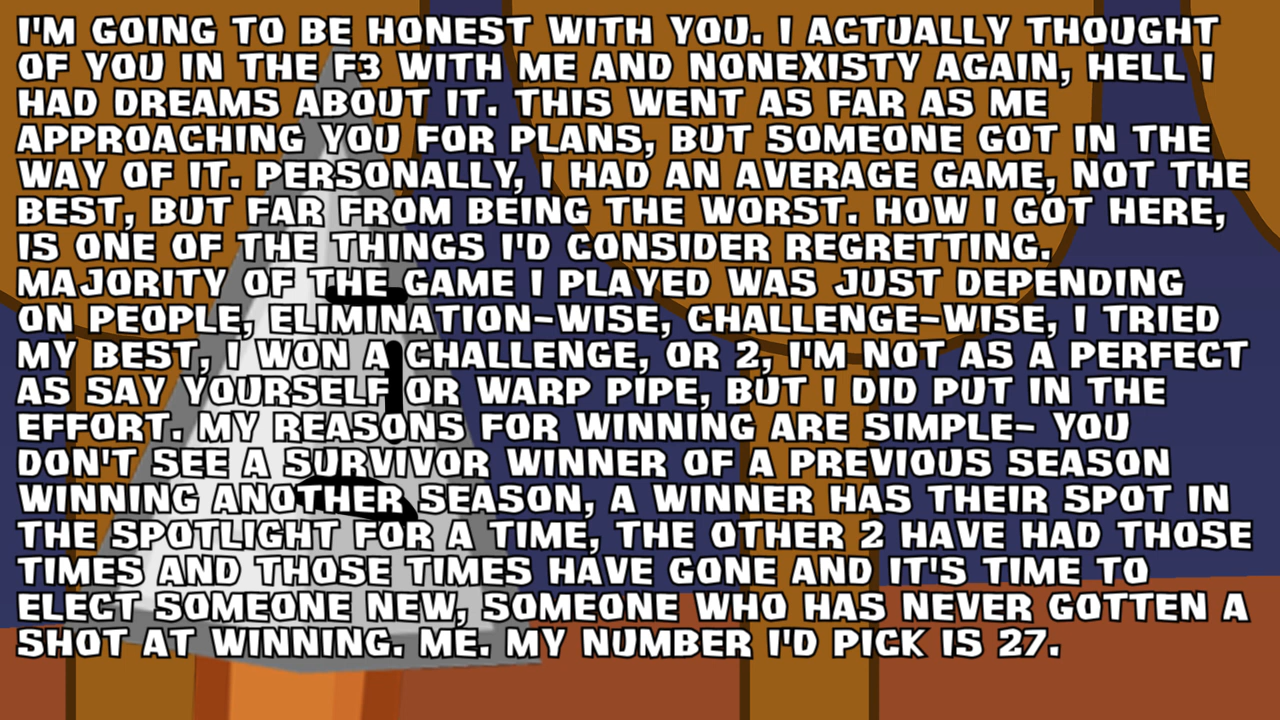 I'M GOING TO BE HONEST WITH YOU. I ACTUALLY THOUGHT
OF YOU IN THE F3 WITH ME AND NONEXISTY AGAIN, HELL I
HAD DREAMS ABOUT IT. THIS WENT AS FAR AS ME
APPROACHING YOU FOR PLANS, BUT SOMEONE GOT IN THE
WAY OF IT. PERSONALLY, I HAD AN AVERAGE GAME, NOT THE
BEST, BUT FAR FROM BEING THE WORST. HOW I GOT HERE,
IS ONE OF THE THINGS I'D CONSIDER REGRETTING.
MAJORITY OF THE GAME I PLAYED WAS JUST DEPENDING
ON PEOPLE, ELIMINATION-WISE, CHALLENGE-WISE, I TRIED
MY BEST, I WON A CHALLENGE, OR 2, I'M NOT AS A PERFECT
AS SAY YOURSELF OR WARP PIPE, BUT I DID PUT IN THE
EFFORT. MY REASONS FOR WINNING ARE SIMPLE- YOU
DON'T SEE A SURVIVOR WINNER OF A PREVIOUS SEASON
WINNING ANOTHER SEASON, A WINNER HAS THEIR SPOT IN
THE SPOTLIGHT FOR A TIME, THE OTHER 2 HAVE HAD THOSE
TIMES AND THOSE TIMES HAVE GONE AND IT'S TIME TO
ELECT SOMEONE NEW, SOMEONE WHO HAS NEVER GOTTEN A
SHOT AT WINNING. ME. MY NUMBER I'D PICK IS 27.